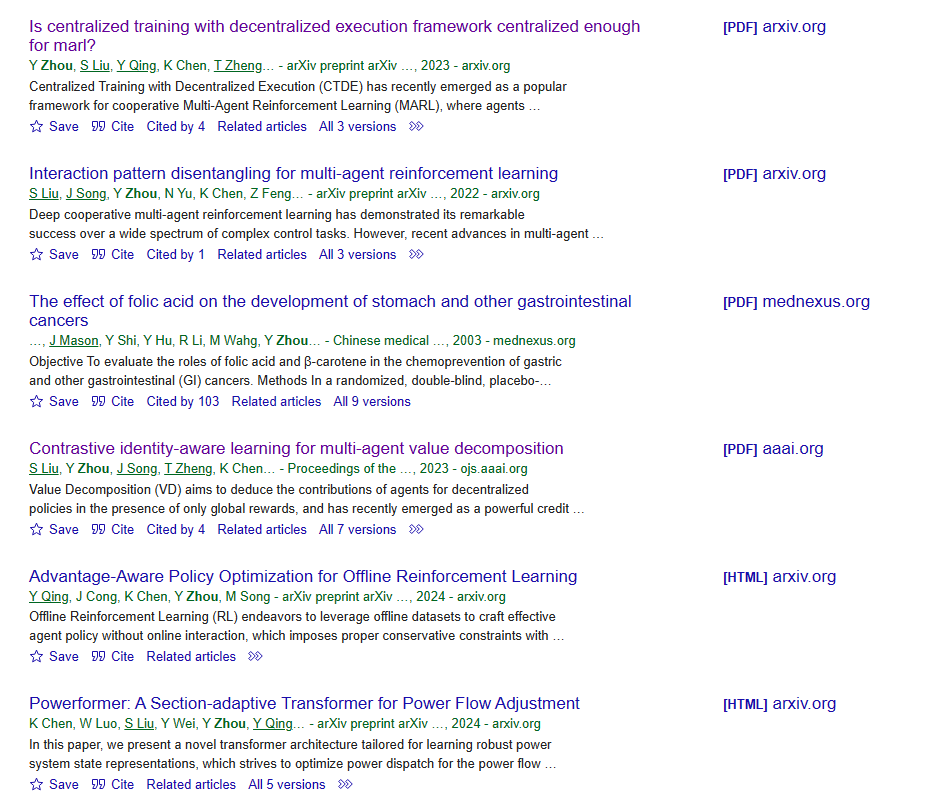 Is centralized training with decentralized execution framework centralized enough
for marl?
[PDF] arxiv.org
Y Zhou, S Liu, Y Qing, K Chen, T Zheng… - arXiv preprint arXiv …, 2023 - arxiv.org
Centralized Training with Decentralized Execution (CTDE) has recently emerged as a popular
framework for cooperative Multi-Agent Reinforcement Learning (MARL), where agents …
Save Cite Cited by 4 Related articles All 3 versions
Interaction pattern disentangling for multi-agent reinforcement learning
[PDF] arxiv.org
S Liu, J Song, Y Zhou, N Yu, K Chen, Z Feng… - arXiv preprint arXiv …, 2022 - arxiv.org
Deep cooperative multi-agent reinforcement learning has demonstrated its remarkable
success over a wide spectrum of complex control tasks. However, recent advances in multi-agent …
Save Cite Cited by 1 Related articles All 3 versions
The effect of folic acid on the development of stomach and other gastrointestinal
cancers
[PDF] mednexus.org
…, J Mason, Y Shi, Y Hu, R Li, M Wang, Y Zhou… - Chinese medical …, 2003 - mednexus.org
Objective To evaluate the roles of folic acid and β-carotene in the chemoprevention of gastric
and other gastrointestinal (GI) cancers. Methods In a randomized, double-blind, placebo-…
Save Cite Cited by 103 Related articles All 9 versions
Contrastive identity-aware learning for multi-agent value decomposition
[PDF] aaai.org
S Liu, Y Zhou, J Song, T Zheng, K Chen… - Proceedings of the …, 2023 - ojs.aaai.org
Value Decomposition (VD) aims to deduce the contributions of agents for decentralized
policies in the presence of only global rewards, and has recently emerged as a powerful credit …
Save Cite Cited by 4 Related articles All 7 versions
Advantage-Aware Policy Optimization for Offline Reinforcement Learning
[HTML] arxiv.org
Y Qing, J Cong, K Chen, Y Zhou, M Song - arXiv preprint arXiv …, 2024 - arxiv.org
Offline Reinforcement Learning (RL) endeavors to leverage offline datasets to craft effective
agent policy without online interaction, which imposes proper conservative constraints with …
Save Cite Related articles
Powerformer: A Section-adaptive Transformer for Power Flow Adjustment
[HTML] arxiv.org
K Chen, W Luo, S Liu, Y Wei, Y Zhou, Y Qing… - arXiv preprint arXiv …, 2024 - arxiv.org
In this paper, we present a novel transformer architecture tailored for learning robust power
system state representations, which strives to optimize power dispatch for the power flow …
Save Cite Related articles All 5 versions